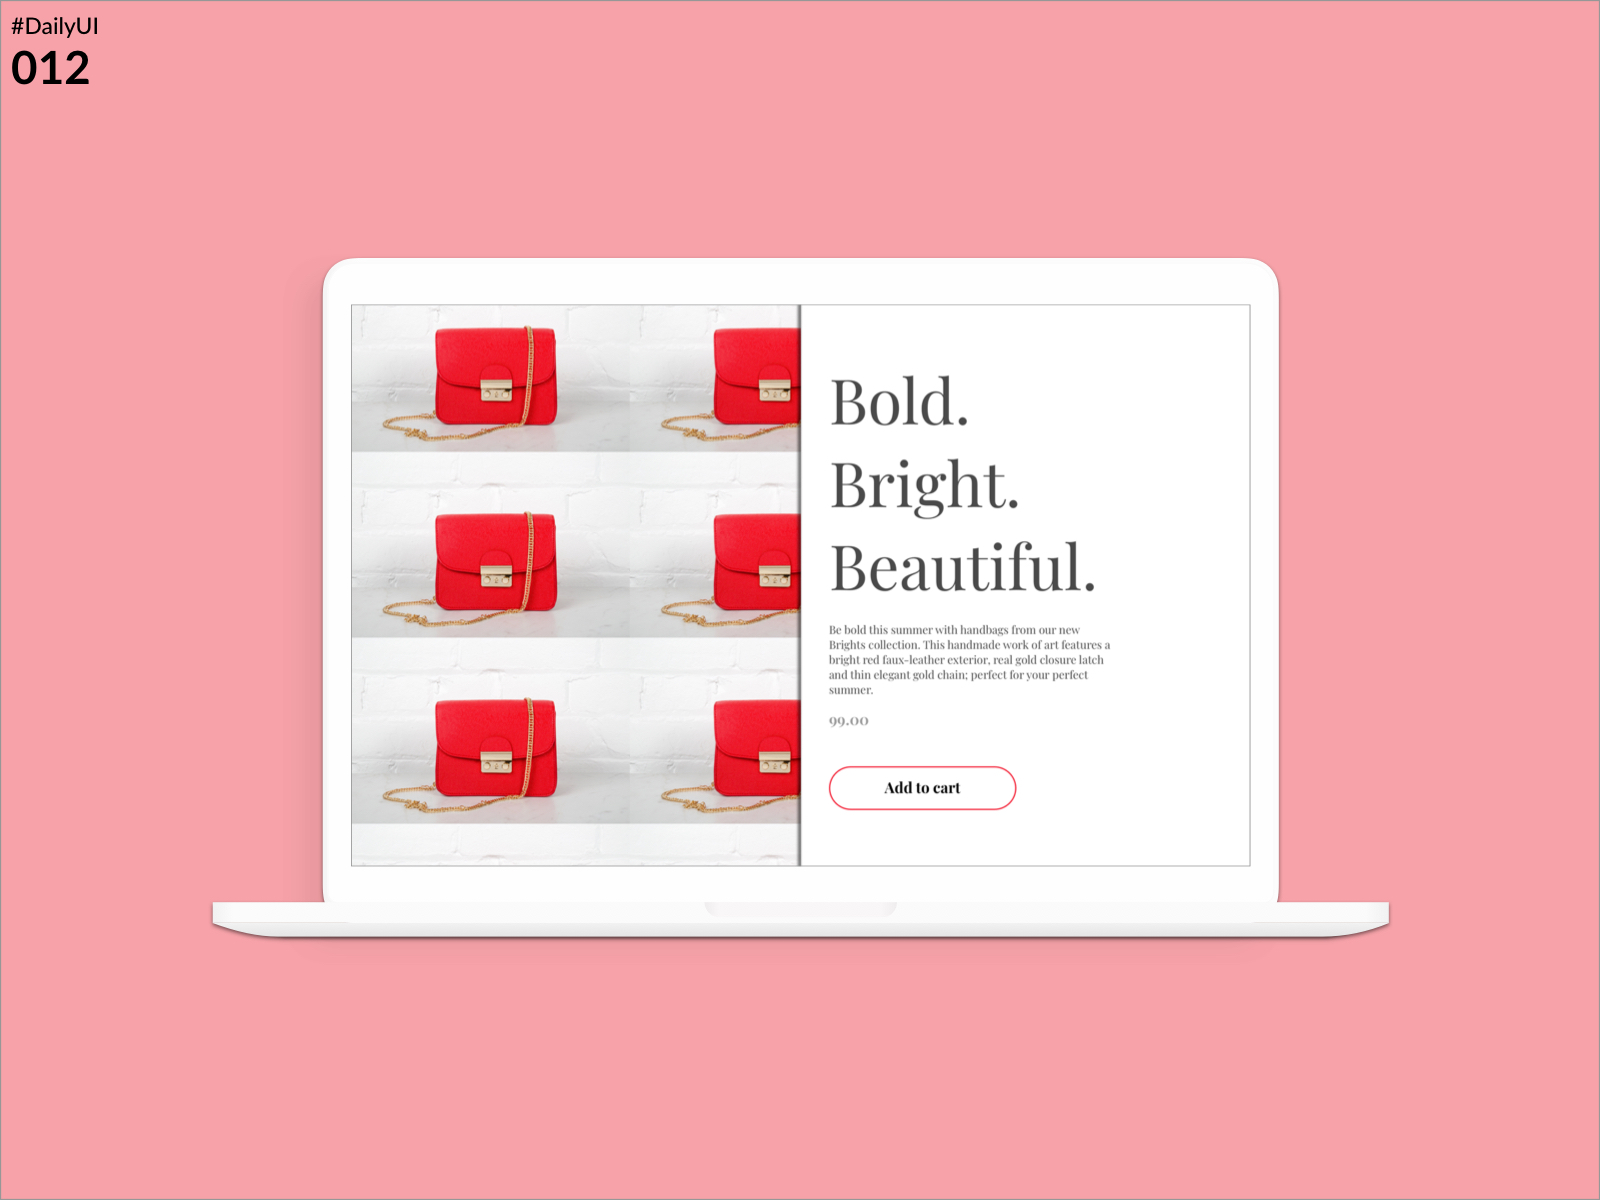 #DailyUI
012
Bold.
Bright.
Beautiful.
Be bold this summer with handbags from our new
Brights collection. This handmade work of art features a
bright red faux-leather exterior, real gold closure latch
and thin elegant gold chain; perfect for your perfect
summer.
99.00
Add to cart